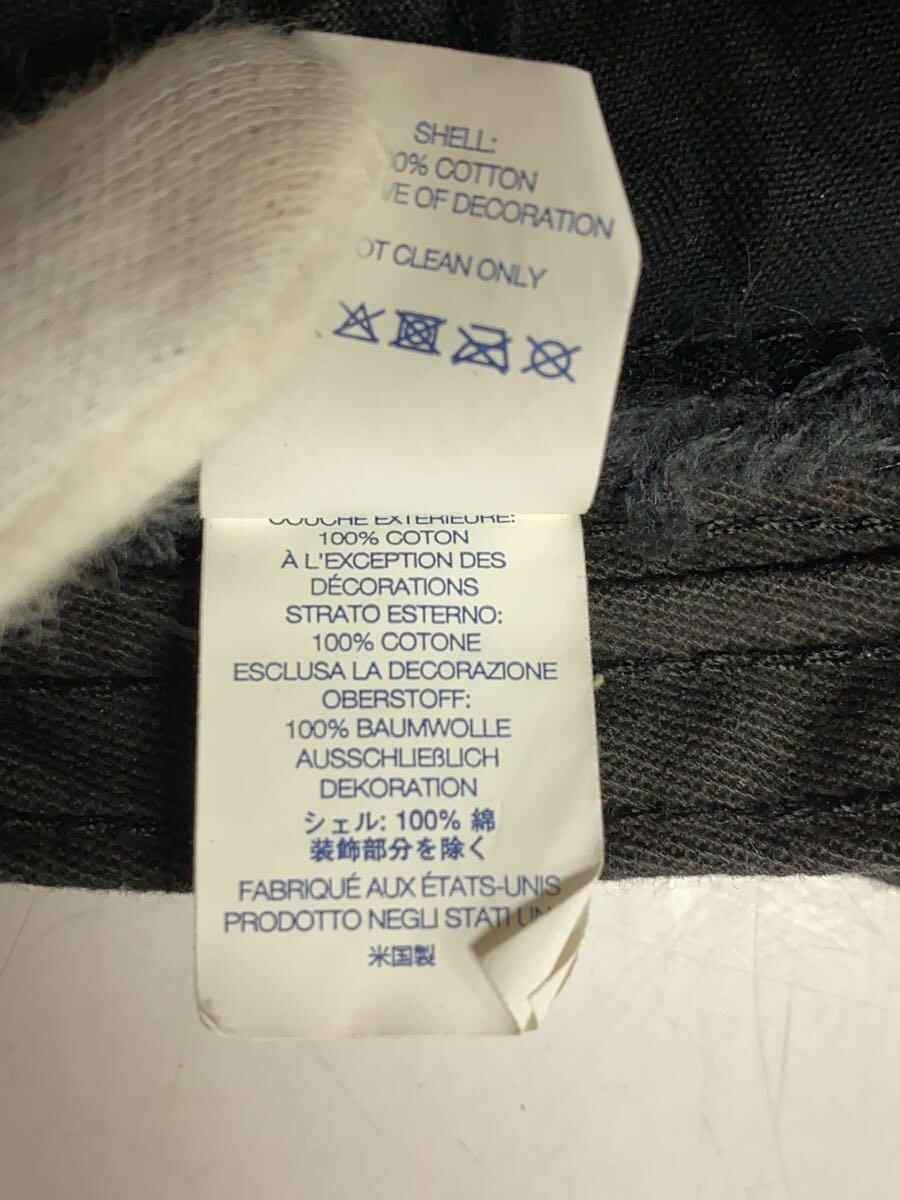 SHELL:
0% COTTON
VE OF DECORATION
OT CLEAN ONLY
COUCHE EXTÉRIEURE:
100% COTON
À L'EXCEPTION DES
DÉCORATIONS
STRATO ESTERNO:
100% COTONE
ESCLUSA LA DECORAZIONE
OBERSTOFF:
100% BAUMWOLLE
AUSSCHLIEßLICH
DEKORATION
シェル: 100% 綿
装飾部分を除く
FABRIQUÉ AUX ÉTATS-UNIS
PRODOTTO NEGLI STATI UN
米国製